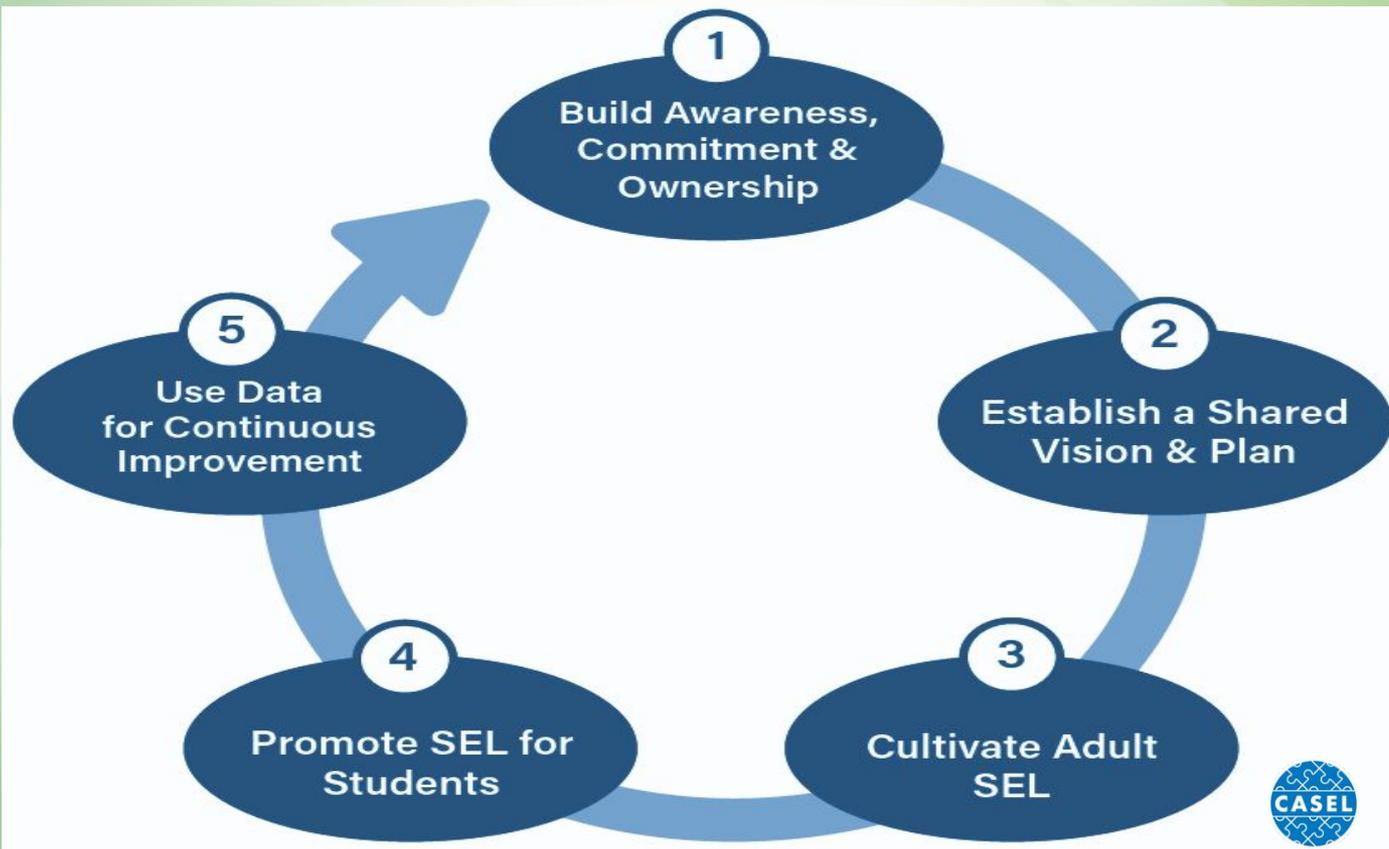 1
Build Awareness,
Commitment &
Ownership
2
Establish a Shared
Vision & Plan
3
Cultivate Adult
SEL
4
Promote SEL for
Students
5
Use Data
for Continuous
Improvement
CASEL